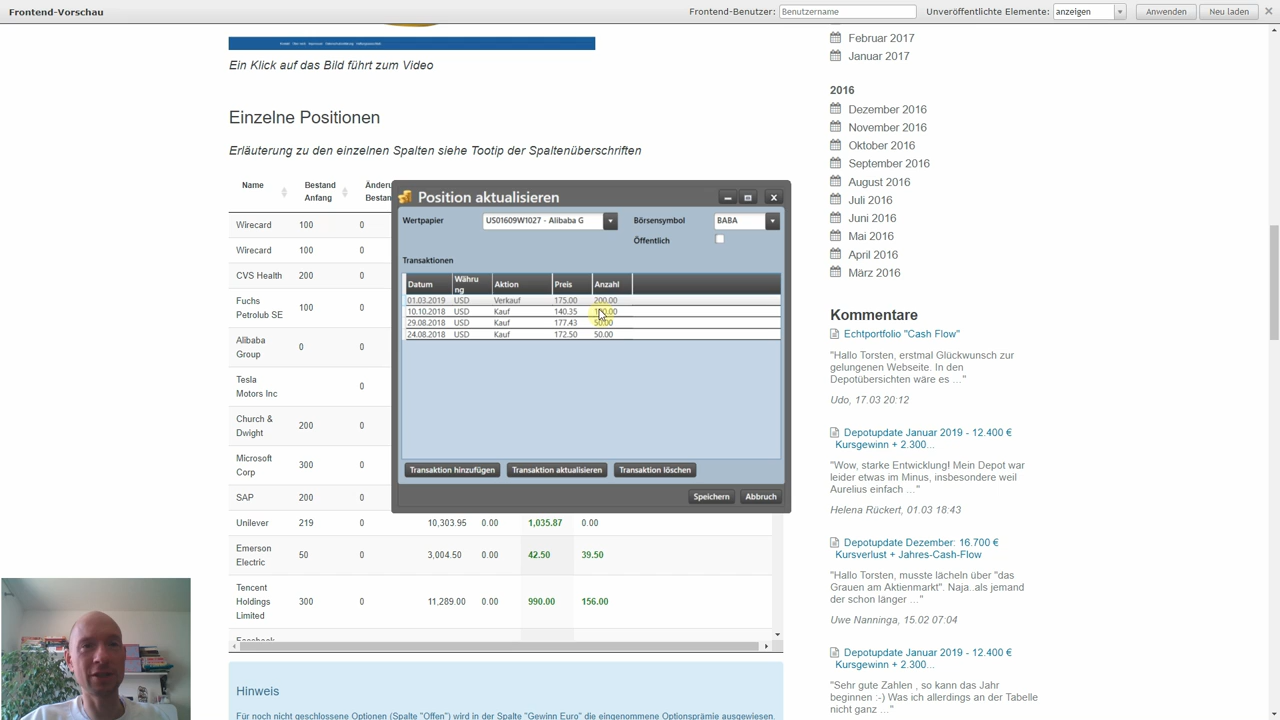 Frontend-Vorschau
Frontend-Benutzer: Benutzername
Unveröffentlichte Elemente: anzeigen
Anwenden
Neu laden
Ein Klick auf das Bild führt zum Video
Einzelne Positionen
Erläuterung zu den einzelnen Spalten siehe Tootip der Spaltenüberschriften
Name
Bestand
Anfang
Bestan
Wirecard 100 0
Wirecard 100 0
CVS Health 200 0
Fuchs
Petrolub SE 100 0
Alibaba
Group 0 0
Tesla
Motors Inc 0
Church &
Dwight 200 0
Microsoft
Corp 300 0
SAP 200 0
Unilever 219 0 10,303.95 0.00 1,035.87 0.00
Emerson
Electric 50 0 3,004.50 0.00 42.50 39.50
Tencent
Holdings
Limited 300 0 11,289.00 0.00 990.00 156.00
Position aktualisieren
Wertpapier US01609W1027 - Alibaba G
Börsensymbol BABA
Öffentlich
Transaktionen
Datum Währu
ng Aktion Preis Anzahl
01.03.2019 USD Verkauf 175.00 200.00
10.10.2018 USD Kauf 140.35 100.00
29.08.2018 USD Kauf 177.43 50.00
24.08.2018 USD Kauf 172.50 50.00
Transaktion hinzufügen
Transaktion aktualisieren
Transaktion löschen
Speichern
Abbruch
Hinweis
Für noch nicht geschlossene Optionen (Spalte "Offen") wird in der Spalte "Gewinn Euro" die eingenommene Optionsprämie ausgewiesen.
Februar 2017
Januar 2017
2016
Dezember 2016
November 2016
Oktober 2016
September 2016
August 2016
Juli 2016
Juni 2016
Mai 2016
April 2016
März 2016
Kommentare
Echtportfolio "Cash Flow"
"Hallo Torsten, erstmal Glückwunsch zur
gelungenen Webseite. In den
Depotübersichten wäre es ..."
Udo, 17.03 20:12
Depotupdate Januar 2019 - 12.400 €
Kursgewinn + 2.300...
"Wow, starke Entwicklung! Mein Depot war
leider etwas im Minus, insbesondere weil
Aurelius einfach ..."
Helena Rückert, 01.03 18:43
Depotupdate Dezember: 16.700 €
Kursverlust + Jahres-Cash-Flow
"Hallo Torsten, musste lächeln über "das
Grauen am Aktienmarkt". Naja..als jemand
der schon länger ..."
Uwe Nanninga, 15.02 07:04
Depotupdate Januar 2019 - 12.400 €
Kursgewinn + 2.300...
"Sehr gute Zahlen , so kann das Jahr
beginnen :-) Was ich allerdings an der Tabelle
nicht ganz ..."